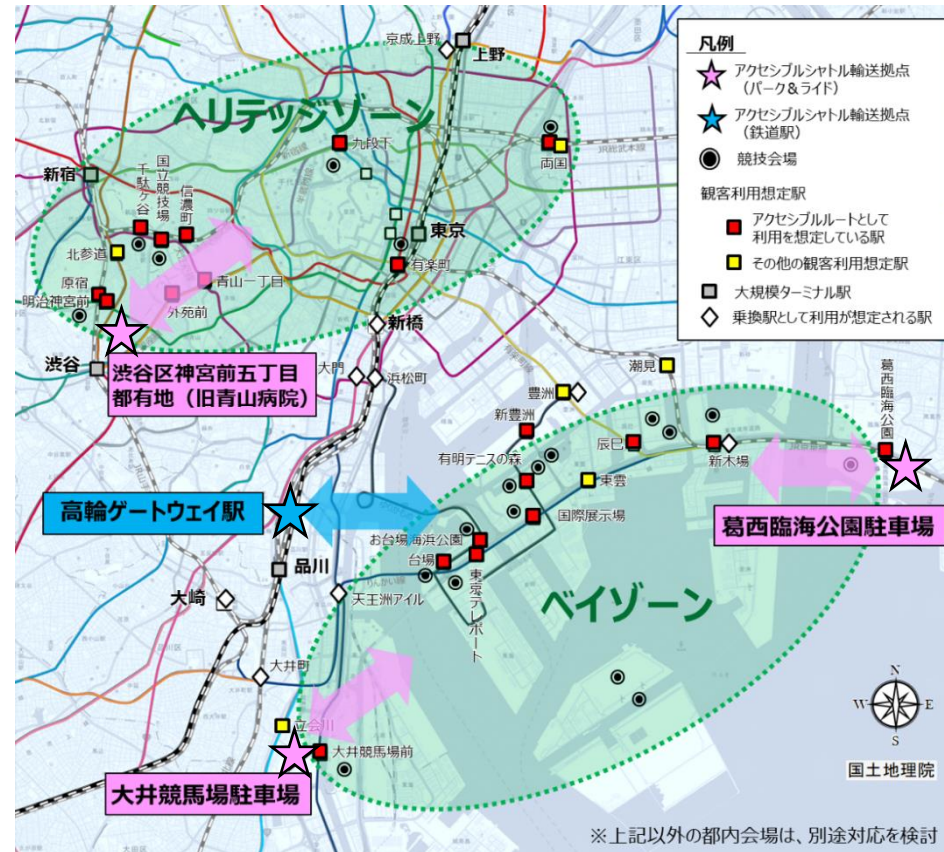 凡例
アクセシブルシャトル輸送拠点
（パーク＆ライド）
アクセシブルシャトル輸送拠点
（鉄道駅）
競技会場
観客利用想定駅
アクセシブルルートとして
利用を想定している駅
その他の観客利用想定駅
大規模ターミナル駅
乗換駅として利用が想定される駅
京成上野
上野
ヘリテッジゾーン
九段下
両国
JR総武本線
新宿線
新宿
千駄ヶ谷
国立競技場
信濃町
東京
北参道
有楽町
青山一丁目
原宿
明治神宮前
外苑前
新橋
渋谷
渋谷区神宮前五丁目
都有地（旧青山病院）
大門
浜松町
潮見
豊洲
葛西臨海公園
新豊洲
辰巳
新木場
有明テニスの森
東雲
高輪ゲートウェイ駅
国際展示場
葛西臨海公園駐車場
お台場海浜公園
台場
東京テレポート
品川
りんかい線
大崎
天王洲アイル
ベイゾーン
大井町
立会川
大井競馬場前
大井競馬場駐車場
N
W
E
S
国土地理院
※上記以外の都内会場は、別途対応を検討